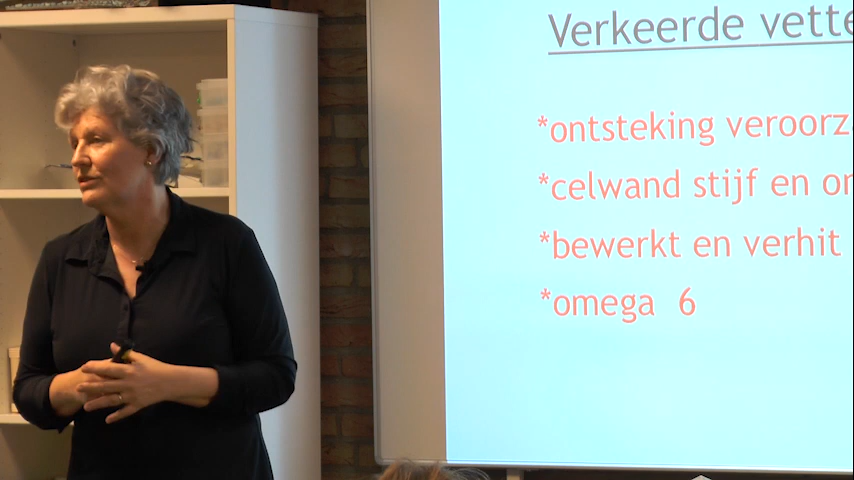 Verkeerde vette
*ontsteking veroorz
*celwand stijf en on
*bewerkt en verhit
*omega 6